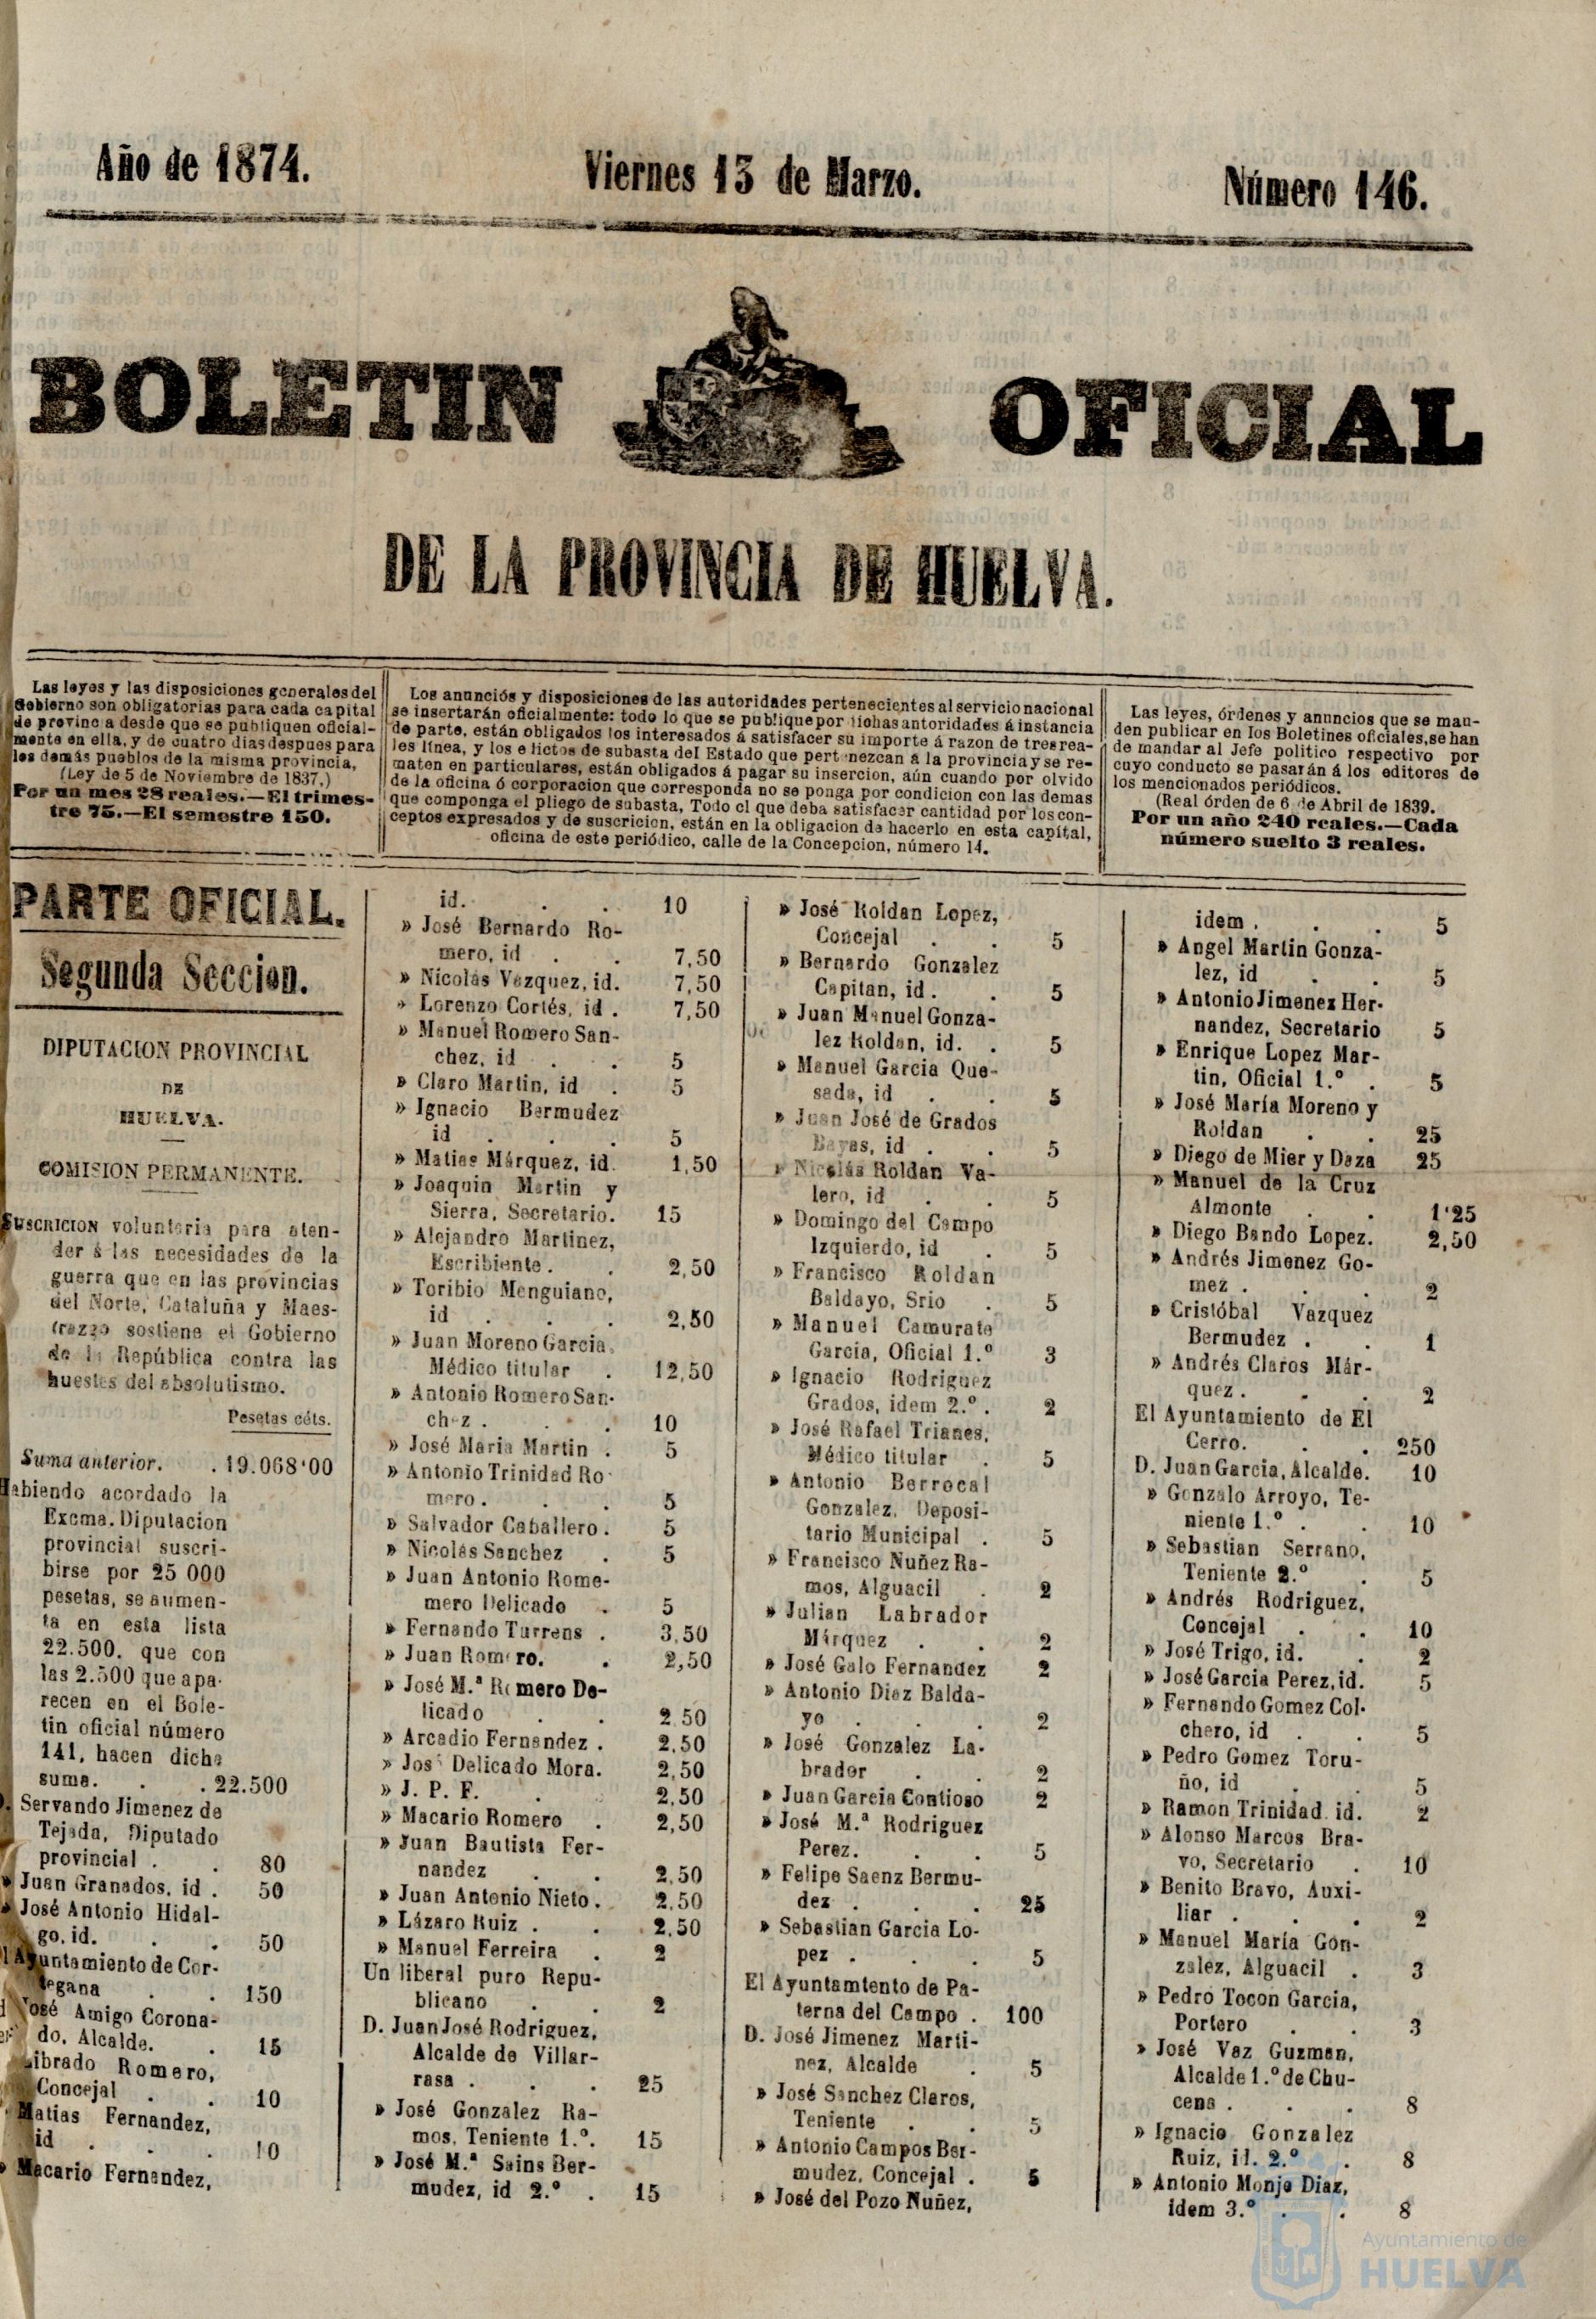 Año de 1874.
Viernes 13 de Marzo.
Número 146.
BOLETIN OFICIAL
DE LA PROVINCIA DE HUELVA.
Las leyes y las disposiciones generales del
Gobierno son obligatorias para cada capital
de provincia desde que se publiquen oficial-
mente en ella, y de cuatro dias despues para
los demás pueblos de la misma provincia,
(Ley de 5 de Noviembre de 1837.)
Por un mes 28 reales.—El trimes-
tre 75.—El semestre 150.
Los anunciós y disposiciones de las autoridades pertenecientes al servicio nacional
se insertarán oficialmente: todo lo que se publique por dichas antoridades á instancia
de parte, están obligados los interesados á satisfacer su importe á razon de tres rea-
les línea, y los edictos de subasta del Estado que pertenezcan á la provincia y se re-
maten en particulares, están obligados á pagar su insercion, aún cuando por olvido
de la oficina ó corporacion que corresponda no se ponga por condicion con las demas
que componga el pliego de subasta, Todo el que deba satisfacer cantidad por los con-
ceptos expresados y de suscricion, están en la obligacion de hacerlo en esta capital,
oficina de este periódico, calle de la Concepcion, número 14.
Las leyes, órdenes y anuncios que se man-
den publicar en los Boletines oficiales, se han
de mandar al Jefe politico respectivo por
cuyo conducto se pasarán á los editores de
los mencionados periódicos.
(Real órden de 6 de Abril de 1839.
Por un año 240 reales.—Cada
número suelto 3 reales.
PARTE OFICIAL.
Segunda Seccion.
DIPUTACION PROVINCIAL
DE
HUELVA.
COMISION PERMANENTE.
SUSCRICION voluntaria para aten-
der á las necesidades de la
guerra que en las provincias
del Norte, Cataluña y Maes-
trazgo sostiene el Gobierno
de la República contra las
huestes del absolutismo.
Pesetas céts.
Suma anterior. . 19.068'00
Habiendo acordado la
Excma. Diputacion
provincial suscri-
birse por 25 000
pesetas, se aumen-
ta en esta lista
22.500, que con
las 2.500 que apa-
recen en el Bole-
tin oficial número
141, hacen dicha
suma. . . 22.500
D. Servando Jimenez de
Tejada, Diputado
provincial . . 80
» Juan Granados, id . 50
» José Antonio Hidal-
go, id. . . 50
Ayuntamiento de Cor-
tegana . . 150
José Amigo Corona-
do, Alcalde. . 15
Librado Romero,
Concejal . . 10
Matias Fernandez,
id . . . 10
» Macario Fernandez,
id. . . 10
» José Bernardo Ro-
mero, id . . 7,50
» Nicolás Vazquez, id. 7,50
» Lorenzo Cortés, id . 7,50
» Manuel Romero San-
chez, id . . 5
» Claro Martin, id . 5
» Ignacio Bermudez
id . . . 5
» Matias Márquez, id. 1,50
» Joaquin Martin y
Sierra, Secretario. 15
» Alejandro Martinez,
Escribiente . . 2,50
» Toribio Menguiano,
id . . . 2,50
» Juan Moreno Garcia,
Médico titular . 12,50
» Antonio Romero San-
chez . . . 10
» José Maria Martin . 5
» Antonio Trinidad Ro-
mero . . . 5
» Salvador Caballero . 5
» Nicolás Sanchez . 5
» Juan Antonio Rome-
mero Delicado . 5
» Fernando Turrens . 3,50
» Juan Romero. . 2,50
» José M.ª Romero De-
licado . . 2,50
» Arcadio Fernandez . 2,50
» José Delicado Mora. 2,50
» J. P. F. . . 2,50
» Macario Romero . 2,50
» Juan Bautista Fer-
nandez . . 2,50
» Juan Antonio Nieto . 2,50
» Lázaro Ruiz . . 2,50
» Manuel Ferreira . 2
Un liberal puro Repu-
blicano . . 2
D. Juan José Rodriguez,
Alcalde de Villar-
rasa . . . 25
» José Gonzalez Ra-
mos, Teniente 1.º. 15
» José M.ª Sains Ber-
mudez, id 2.º . 15
» José Roldan Lopez,
Concejal . . 5
» Bernardo Gonzalez
Capitan, id . . 5
» Juan Manuel Gonza-
lez Roldan, id. . 5
» Manuel Garcia Que-
sada, id . . 5
» Juan José de Grados
Bayas, id . . 5
» Nicolás Roldan Va-
lero, id . . 5
» Domingo del Campo
Izquierdo, id . 5
» Francisco Roldan
Baldayo, Srio . 5
» Manuel Camurate
Garcia, Oficial 1.º 3
» Ignacio Rodriguez
Grados, idem 2.º . 2
» José Rafael Trianes,
Médico titular . 5
» Antonio Berrocal
Gonzalez, Deposi-
tario Municipal . 5
» Francisco Nuñez Ra-
mos, Alguacil . 2
» Julian Labrador
Márquez . . 2
» José Galo Fernandez 2
» Antonio Diaz Balda-
yo . . . 2
» José Gonzalez La-
brador . . 2
» Juan Garcia Contioso 2
» José M.ª Rodriguez
Perez. . . 5
» Felipe Saenz Bermu-
dez . . . 25
» Sebastian Garcia Lo-
pez . . . 5
El Ayuntamtento de Pa-
terna del Campo . 100
D. José Jimenez Marti-
nez, Alcalde . 5
» José Sanchez Claros,
Teniente . . 5
» Antonio Campos Ber-
mudez, Concejal . 5
» José del Pozo Nuñez,
idem . . . 5
» Angel Martin Gonza-
lez, id . . 5
» Antonio Jimenez Her-
nandez, Secretario 5
» Enrique Lopez Mar-
tin, Oficial 1.º . 5
» José María Moreno y
Roldan . . 25
» Diego de Mier y Daza 25
» Manuel de la Cruz
Almonte . . 1'25
» Diego Bando Lopez. 2,50
» Andrés Jimenez Go-
mez . . . 2
» Cristóbal Vazquez
Bermudez . . 1
» Andrés Claros Már-
quez . . . 2
El Ayuntamiento de El
Cerro. . . 250
D. Juan Garcia, Alcalde. 10
» Gonzalo Arroyo, Te-
niente 1.º . . 10
» Sebastian Serrano,
Teniente 2.º . 5
» Andrés Rodriguez,
Concejal . . 10
» José Trigo, id. . 2
» José Garcia Perez, id. 5
» Fernando Gomez Col-
chero, id . . 5
» Pedro Gomez Toru-
ño, id . . 5
» Ramon Trinidad. id. 2
» Alonso Marcos Bra-
vo, Secretario . 10
» Benito Bravo, Auxi-
liar . . . 2
» Manuel María Gon-
zalez, Alguacil . 3
» Pedro Tocon Garcia,
Portero . . 3
» José Vaz Guzman,
Alcalde 1.º de Chu-
cena . . . 8
» Ignacio Gonzalez
Ruiz, id. 2.º . 8
» Antonio Monje Diaz,
idem 3.º . . 8
Ayuntamiento de
HUELVA